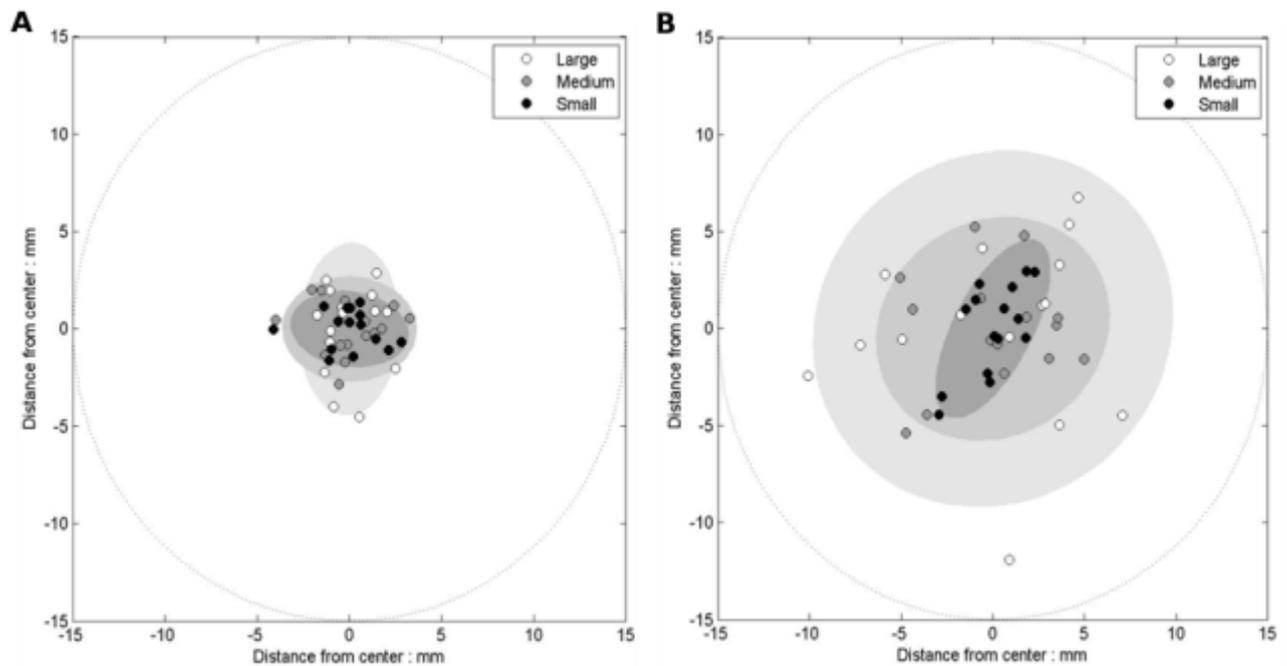 A
15
10
5
0
-5
-10
-15
-15 -10 -5 0 5 10 15
Distance from center : mm
Distance from center : mm
Large
Medium
Small
B
15
10
5
0
-5
-10
-15
-15 -10 -5 0 5 10 15
Distance from center : mm
Distance from center : mm
Large
Medium
Small